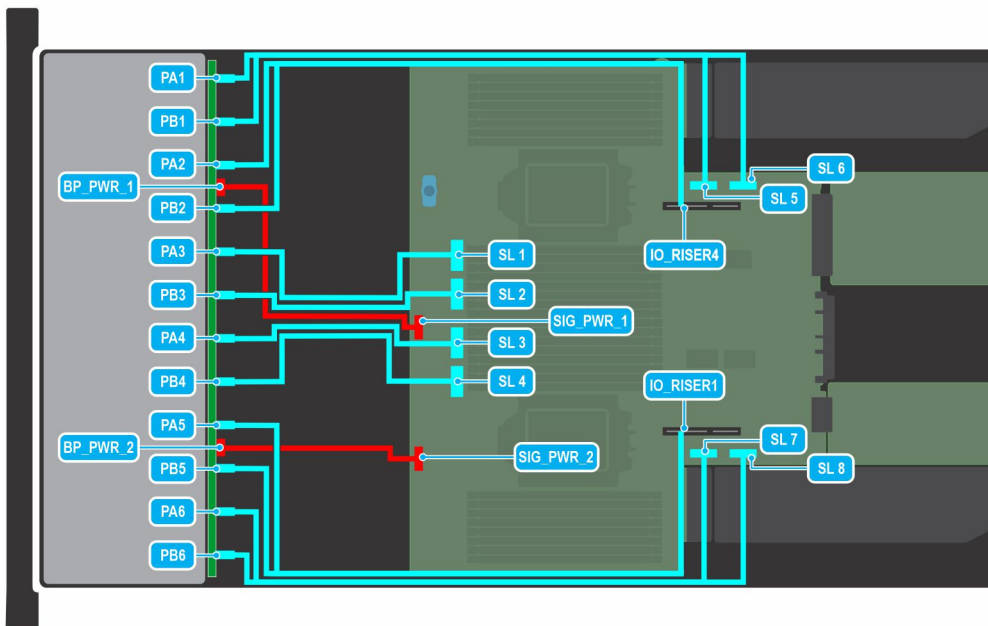 PA1
PB1
PA2
BP_PWR_1
PB2
PA3
PB3
PA4
PB4
PA5
BP_PWR_2
PB5
PA6
PB6
SL 1
SL 2
SIG_PWR_1
SL 3
SL 4
SIG_PWR_2
SL 6
SL 5
IO_RISER4
IO_RISER1
SL 7
SL 8